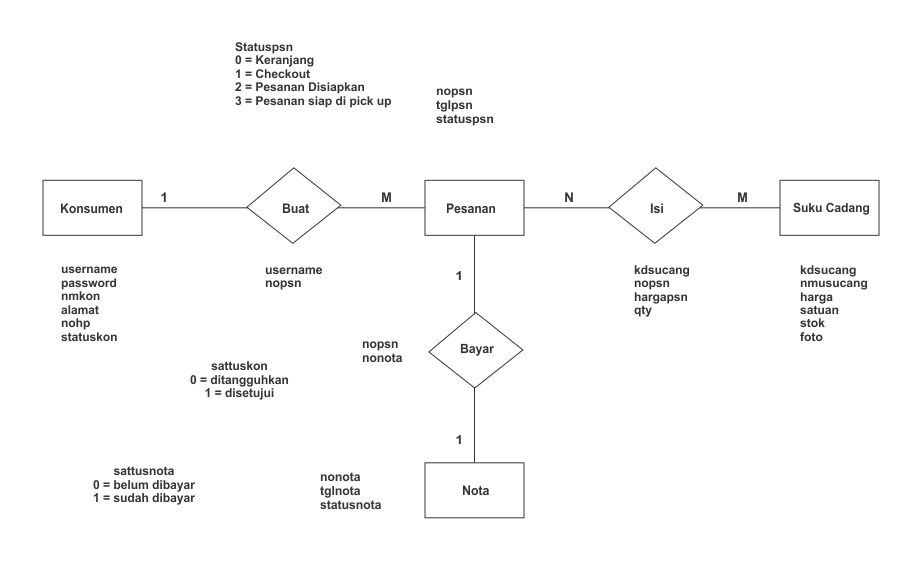 Statuspsn
0 = Keranjang
1 = Checkout
2 = Pesanan Disiapkan
3 = Pesanan siap di pick up
nopsn
tglpsn
statuspsn
Konsumen
1
Buat
M
Pesanan
N
Isi
M
Suku Cadang
username
password
nmkon
alamat
nohp
statuskon
username
nopsn
1
kdsucang
nopsn
hargapsn
qty
kdsucang
nmusucang
harga
satuan
stok
foto
nopsn
nonota
Bayar
sattuskon
0 = ditangguhkan
1 = disetujui
1
sattusnota
0 = belum dibayar
1 = sudah dibayar
nonota
tglnota
statusnota
Nota